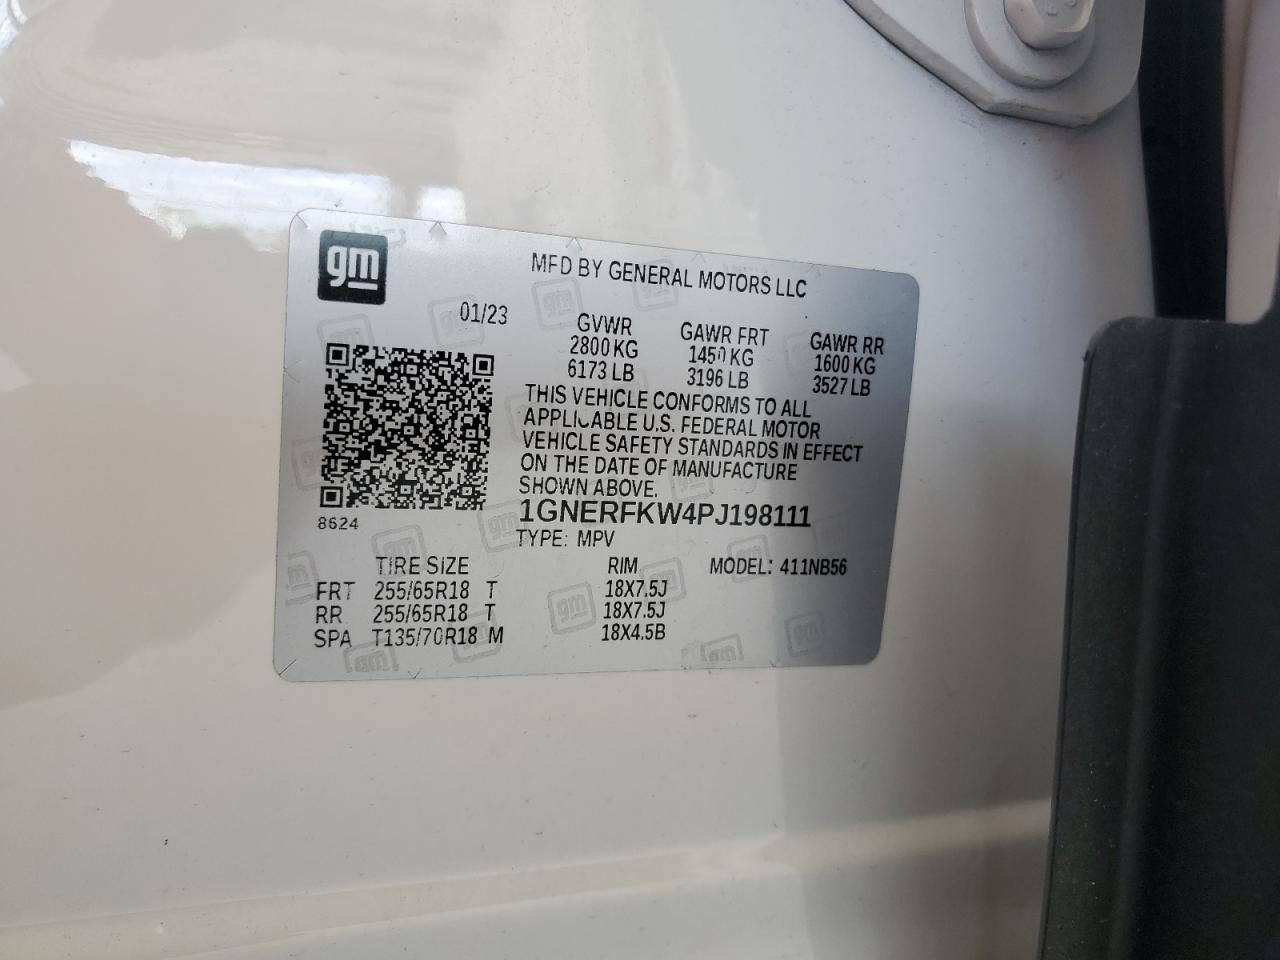 gm
MFD BY GENERAL MOTORS LLC
01/23
GVWR GAWR FRT GAWR RR
2800 KG 1450 KG 1600 KG
6173 LB 3196 LB 3527 LB
THIS VEHICLE CONFORMS TO ALL
APPLICABLE U.S. FEDERAL MOTOR
VEHICLE SAFETY STANDARDS IN EFFECT
ON THE DATE OF MANUFACTURE
SHOWN ABOVE.
1GNERFKW4PJ198111
8624
TYPE: MPV
TIRE SIZE RIM MODEL: 411NB56
FRT 255/65R18 T 18X7.5J
RR 255/65R18 T 18X7.5J
SPA T135/70R18 M 18X4.5B